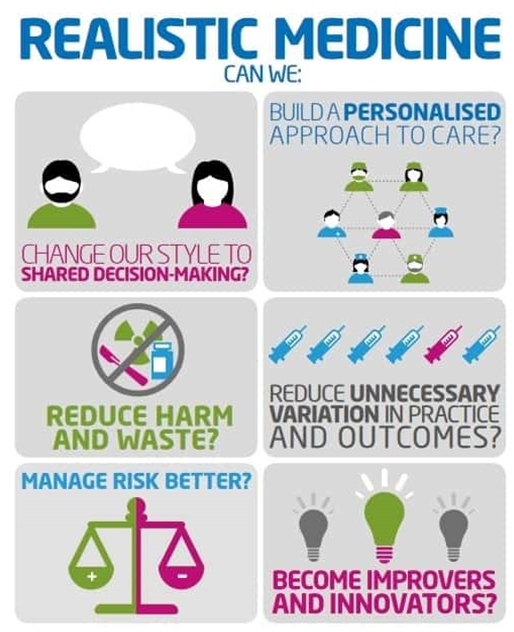 REALISTIC MEDICINE
CAN WE:
CHANGE OUR STYLE TO
SHARED DECISION-MAKING?
BUILD A PERSONALISED
APPROACH TO CARE?
REDUCE HARM
AND WASTE?
REDUCE UNNECESSARY
VARIATION IN PRACTICE
AND OUTCOMES?
MANAGE RISK BETTER?
+ -
BECOME IMPROVERS
AND INNOVATORS?